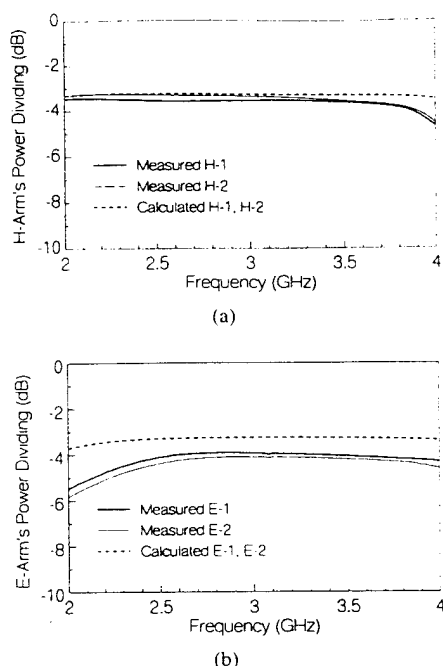 0
-2
-4
-6
-8
-10
H-Arm's Power Dividing (dB)
Measured H-1
Measured H-2
Calculated H-1, H-2
2 2.5 3 3.5 4
Frequency (GHz)
(a)
0
-2
-4
-6
-8
-10
E-Arm's Power Dividing (dB)
Measured E-1
Measured E-2
Calculated E-1, E-2
2 2.5 3 3.5 4
Frequency (GHz)
(b)